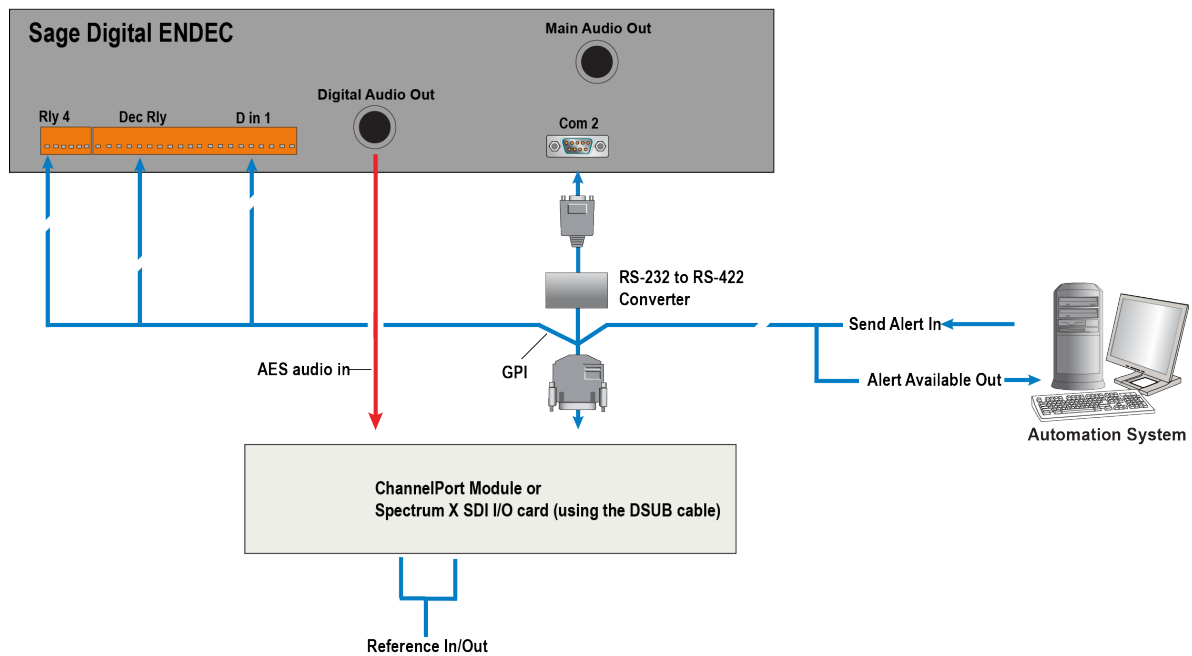 Sage Digital ENDEC
Main Audio Out
Digital Audio Out
Rly 4
Dec Rly
D in 1
Com 2
RS-232 to RS-422
Converter
Send Alert In
AES audio in
GPI
Alert Available Out
Automation System
ChannelPort Module or
Spectrum X SDI I/O card (using the DSUB cable)
Reference In/Out